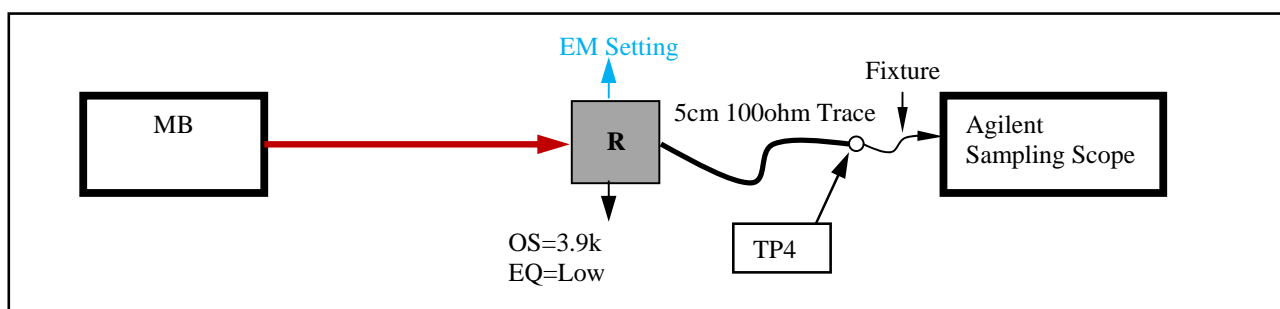 EM Setting
Fixture
MB
R
5cm 100ohm Trace
Agilent
Sampling Scope
OS=3.9k
EQ=Low
TP4